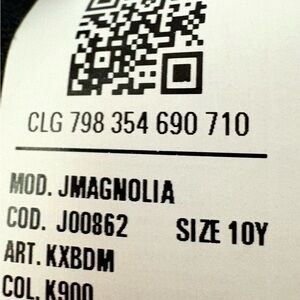 CLG 798 354 690 710
MOD. JMAGNOLIA
COD. J00862 SIZE 10Y
ART. KXBDM
COL. K900